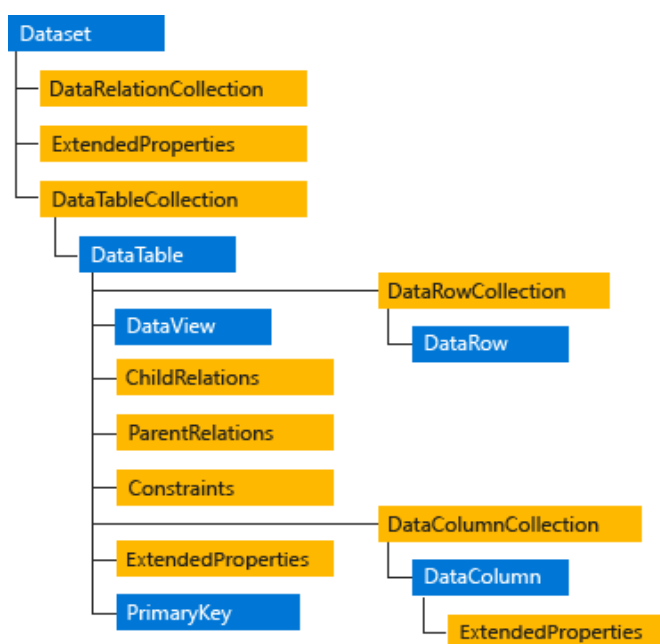 Dataset
DataRelationCollection
ExtendedProperties
DataTableCollection
DataTable
DataRowCollection
DataView
DataRow
ChildRelations
ParentRelations
Constraints
DataColumnCollection
ExtendedProperties
DataColumn
PrimaryKey
ExtendedProperties